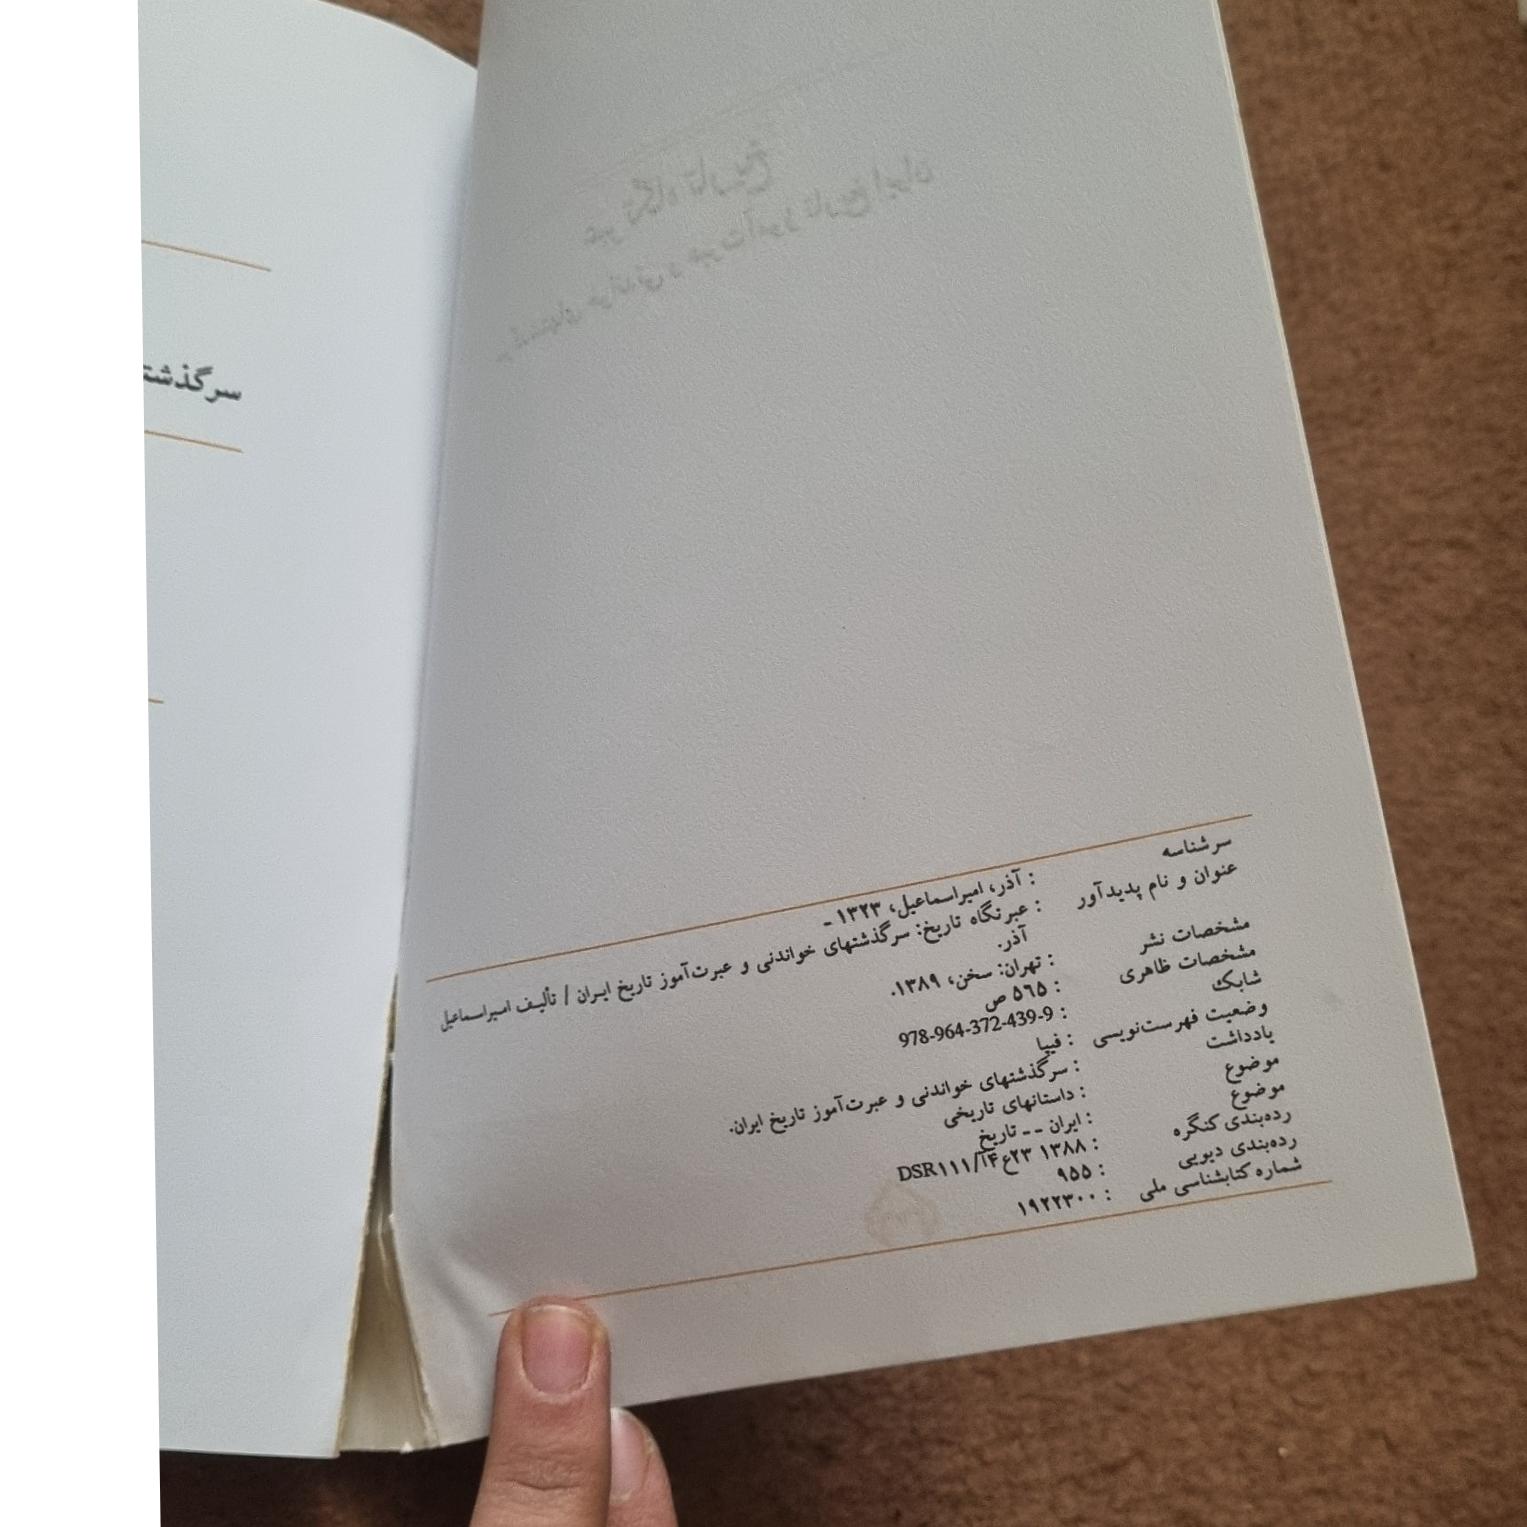 سرگذشته
سرشناسه : آذر، امیراسماعیل، ۱۳۲۳ -
عنوان و نام پدیدآور : عبرتگاه تاریخ: سرگذشتهای خواندنی و عبرت‌آموز تاریخ ایران / تألیف امیراسماعیل
آذر.
مشخصات نشر : تهران: سخن، ۱۳۸۹.
مشخصات ظاهری : ۵۶۵ ص
شابک : 978-964-372-439-9
وضعیت فهرست‌نویسی : فیپا
یادداشت : سرگذشتهای خواندنی و عبرت‌آموز تاریخ ایران.
موضوع : داستانهای تاریخی
موضوع : ایران -- تاریخ
رده‌بندی کنگره : DSR۱۱۱/آ۴ع۲۳ ۱۳۸۸
رده‌بندی دیویی : ۹۵۵
شماره کتابشناسی ملی : ۱۹۲۲۳۰۰